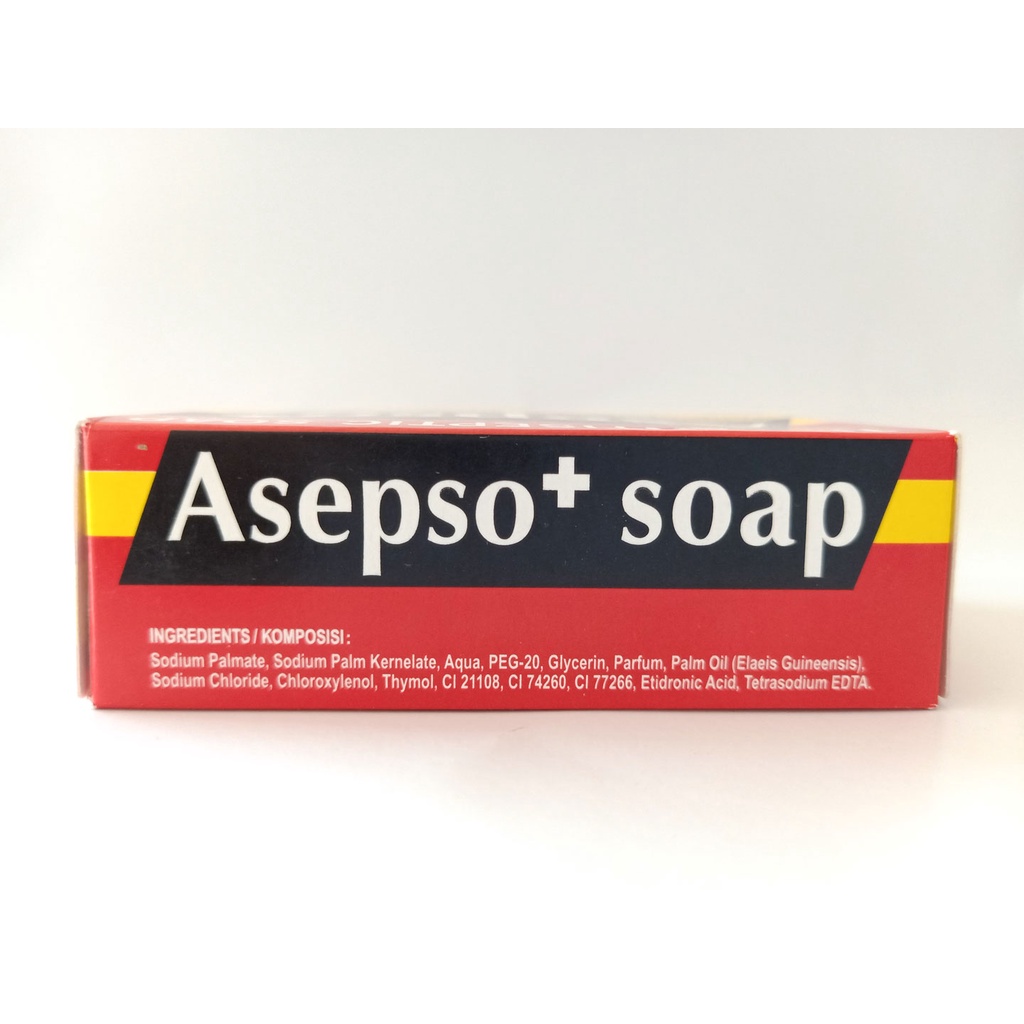 Asepso+ soap
INGREDIENTS / KOMPOSISI :
Sodium Palmate, Sodium Palm Kernelate, Aqua, PEG-20, Glycerin, Parfum, Palm Oil (Elaeis Guineensis),
Sodium Chloride, Chloroxylenol, Thymol, CI 21108, CI 74260, CI 77266, Etidronic Acid, Tetrasodium EDTA.